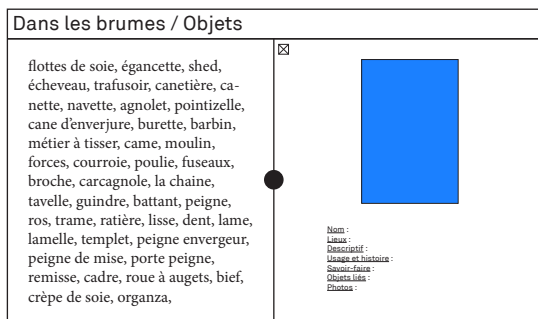 Dans les brumes / Objets
flottes de soie, égancette, shed,
écheveau, trafusoir, canetière, ca-
nette, navette, agnolet, pointizelle,
cane d’enverjure, burette, barbin,
métier à tisser, came, moulin,
forces, courroie, poulie, fuseaux,
broche, carcagnole, la chaine,
tavelle, guindre, battant, peigne,
ros, trame, ratière, lisse, dent, lame,
lamelle, templet, peigne envergeur,
peigne de mise, porte peigne,
remisse, cadre, roue à augets, bief,
crèpe de soie, organza,
Nom :
Lieux :
Descriptif :
Usage et histoire :
Savoir-faire :
Objets liés :
Photos :